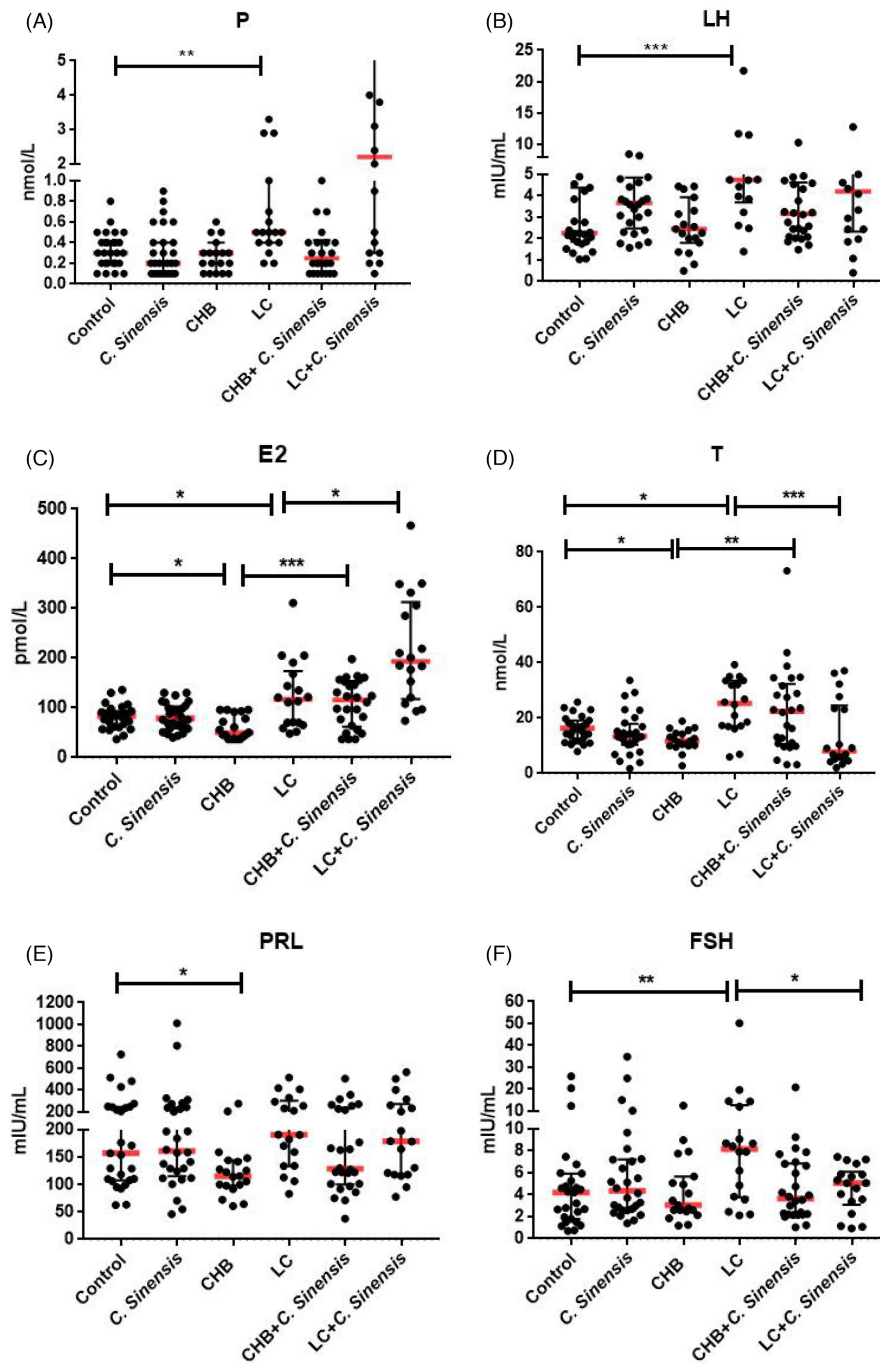 (A)
P
**
nmol/L
5
4
3
2
1.0
0.8
0.6
0.4
0.2
0.0
Control
C. Sinensis
CHB
LC
CHB+ C. Sinensis
LC+C. Sinensis
(B)
LH
***
mIU/mL
25
20
15
10
5
4
3
2
1
0
Control
C. Sinensis
CHB
LC
CHB+ C. Sinensis
LC+C. Sinensis
(C)
E2
*
*
*
***
pmol/L
500
400
300
200
100
0
Control
C. Sinensis
CHB
LC
CHB+C. Sinensis
LC+C. Sinensis
(D)
T
*
***
*
**
nmol/L
80
60
40
20
0
Control
C. Sinensis
CHB
LC
CHB+C. Sinensis
LC+C. Sinensis
(E)
PRL
*
mIU/mL
1200
1000
800
600
400
200
200
150
100
50
0
Control
C. Sinensis
CHB
LC
CHB+C. Sinensis
LC+C. Sinensis
(F)
FSH
**
*
mIU/mL
60
50
40
30
20
10
10
8
6
4
2
0
Control
C. Sinensis
CHB
LC
CHB+C. Sinensis
LC+C. Sinensis